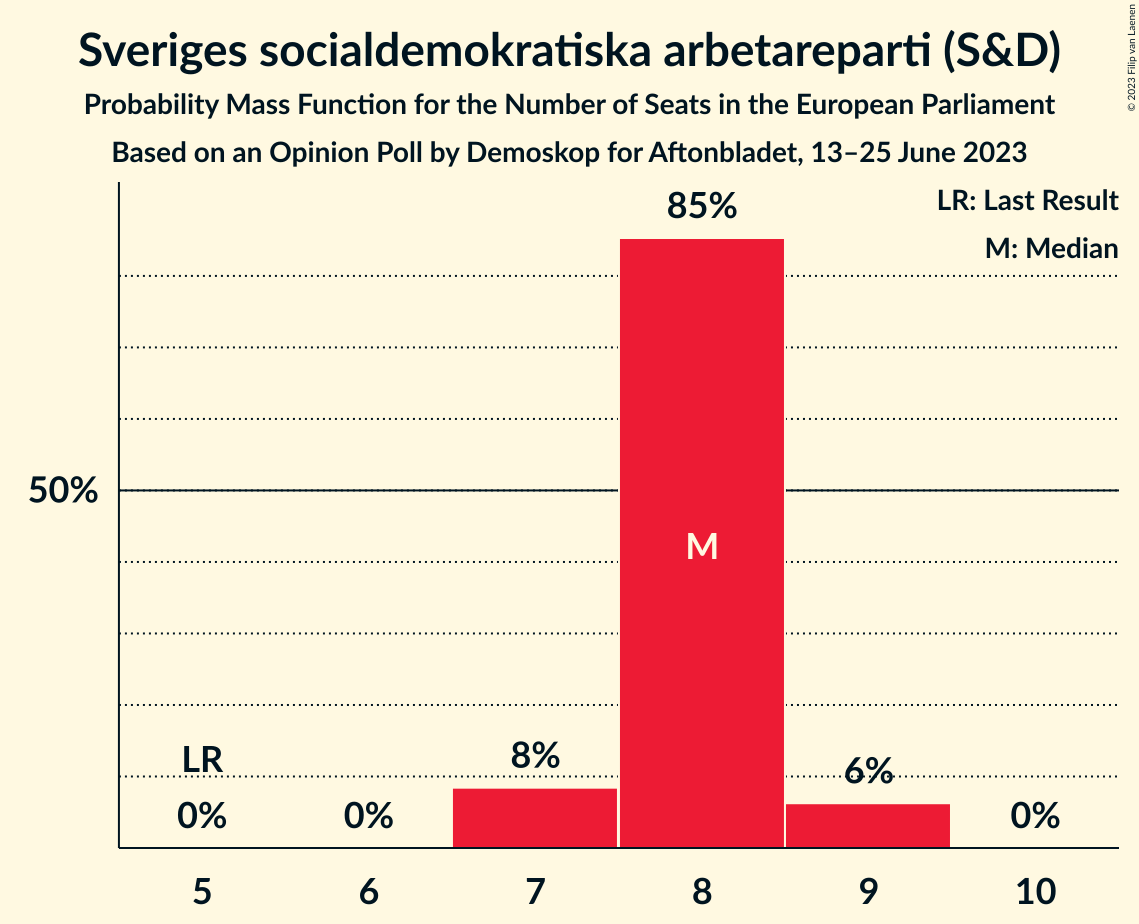 Sveriges socialdemokratiska arbetareparti (S&D)
Probability Mass Function for the Number of Seats in the European Parliament
Based on an Opinion Poll by Demoskop for Aftonbladet, 13–25 June 2023
© 2023 Filip van Laenen
LR: Last Result
M: Median
85%
50%
M
LR
0%
0%
8%
6%
0%
5 6 7 8 9 10